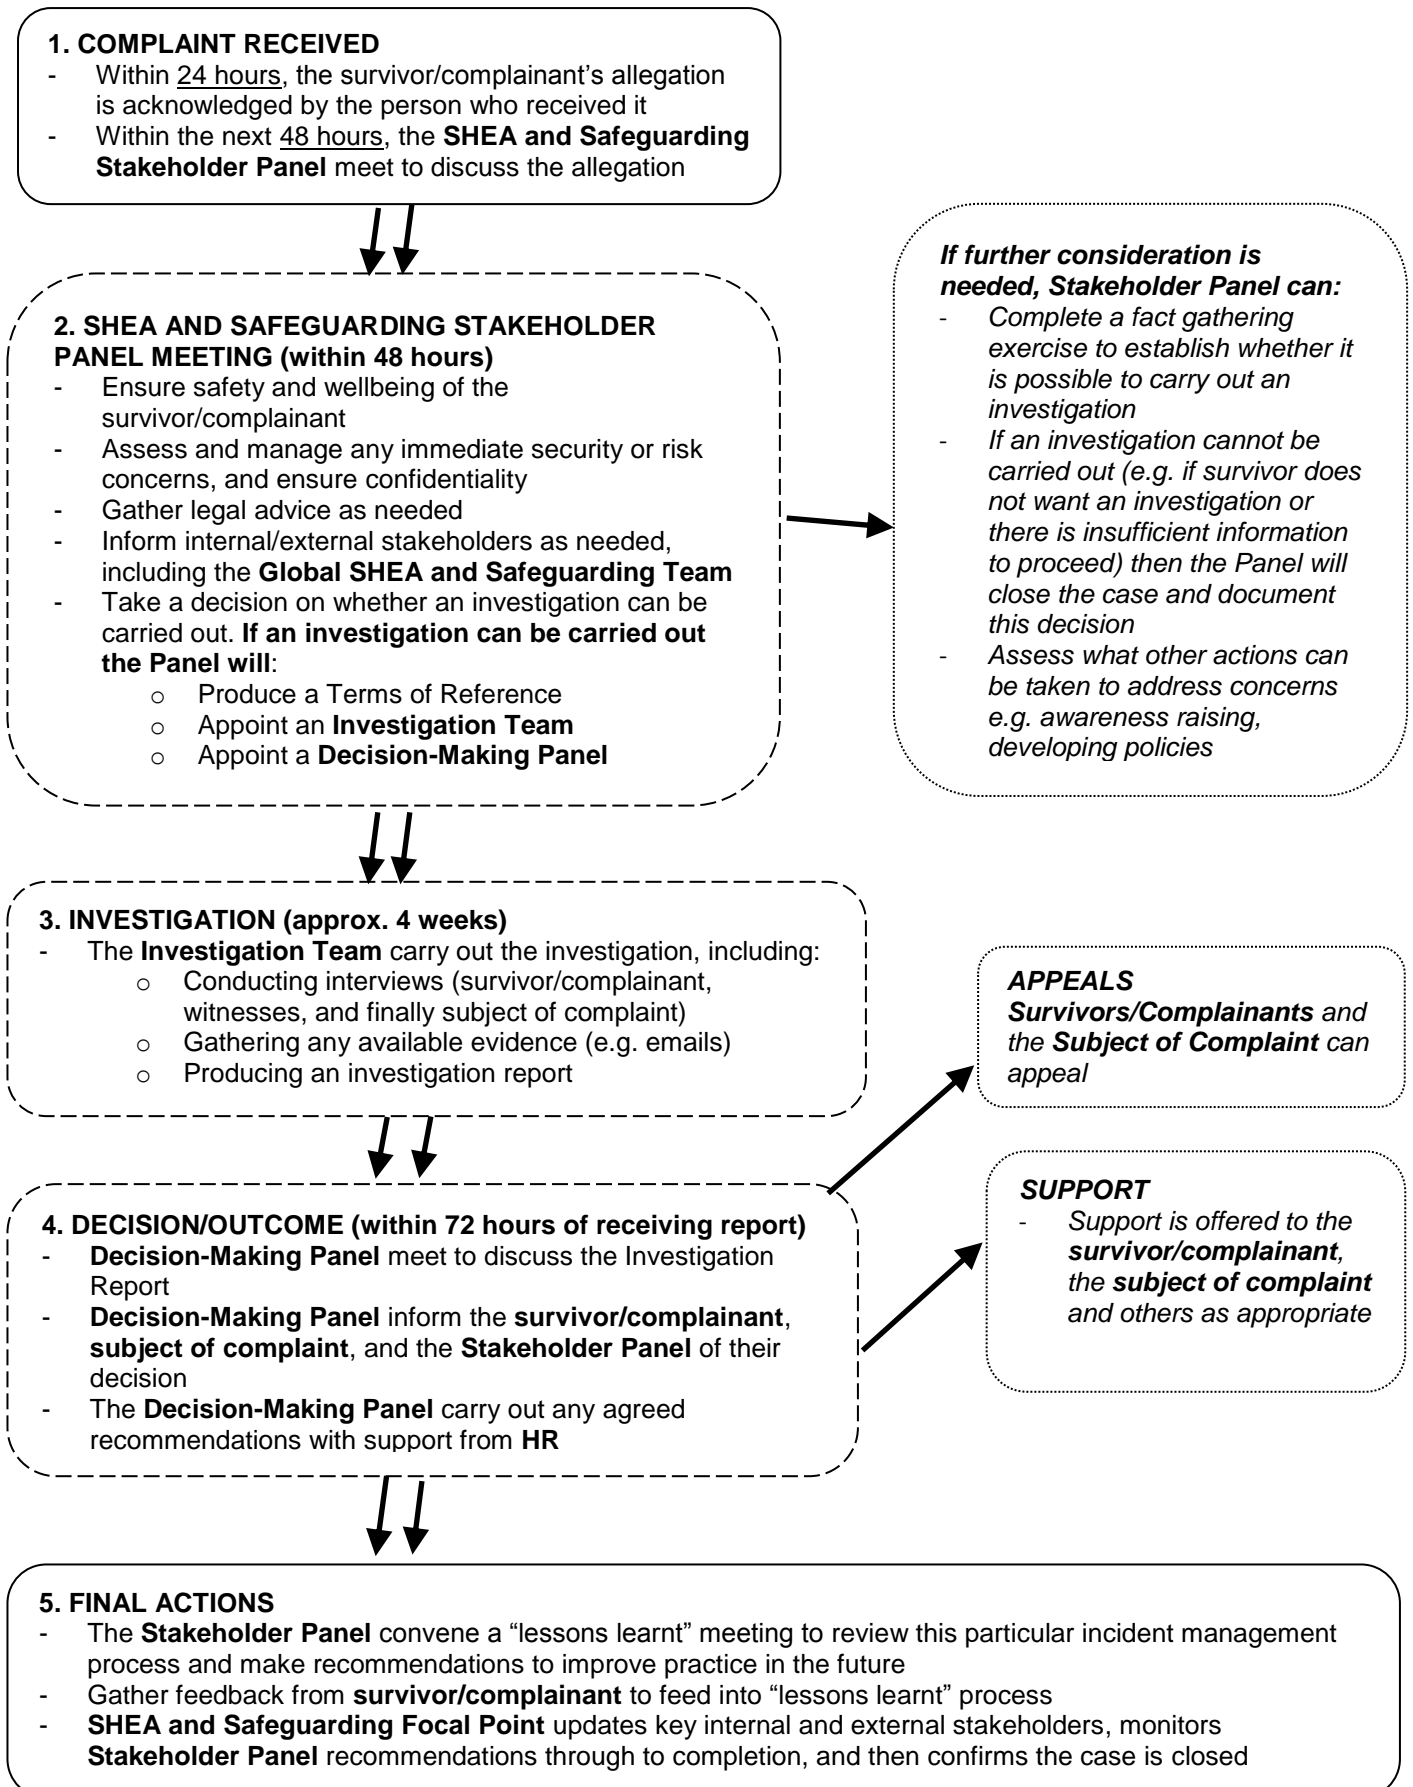 1. COMPLAINT RECEIVED
- Within 24 hours, the survivor/complainant’s allegation
is acknowledged by the person who received it
- Within the next 48 hours, the SHEA and Safeguarding
Stakeholder Panel meet to discuss the allegation
2. SHEA AND SAFEGUARDING STAKEHOLDER
PANEL MEETING (within 48 hours)
- Ensure safety and wellbeing of the
survivor/complainant
- Assess and manage any immediate security or risk
concerns, and ensure confidentiality
- Gather legal advice as needed
- Inform internal/external stakeholders as needed,
including the Global SHEA and Safeguarding Team
- Take a decision on whether an investigation can be
carried out. If an investigation can be carried out
the Panel will:
o Produce a Terms of Reference
o Appoint an Investigation Team
o Appoint a Decision-Making Panel
If further consideration is
needed, Stakeholder Panel can:
- Complete a fact gathering
exercise to establish whether it
is possible to carry out an
investigation
- If an investigation cannot be
carried out (e.g. if survivor does
not want an investigation or
there is insufficient information
to proceed) then the Panel will
close the case and document
this decision
- Assess what other actions can
be taken to address concerns
e.g. awareness raising,
developing policies
3. INVESTIGATION (approx. 4 weeks)
- The Investigation Team carry out the investigation, including:
o Conducting interviews (survivor/complainant,
witnesses, and finally subject of complaint)
o Gathering any available evidence (e.g. emails)
o Producing an investigation report
APPEALS
Survivors/Complainants and
the Subject of Complaint can
appeal
4. DECISION/OUTCOME (within 72 hours of receiving report)
- Decision-Making Panel meet to discuss the Investigation
Report
- Decision-Making Panel inform the survivor/complainant,
subject of complaint, and the Stakeholder Panel of their
decision
- The Decision-Making Panel carry out any agreed
recommendations with support from HR
SUPPORT
- Support is offered to the
survivor/complainant,
the subject of complaint
and others as appropriate
5. FINAL ACTIONS
- The Stakeholder Panel convene a “lessons learnt” meeting to review this particular incident management
process and make recommendations to improve practice in the future
- Gather feedback from survivor/complainant to feed into “lessons learnt” process
- SHEA and Safeguarding Focal Point updates key internal and external stakeholders, monitors
Stakeholder Panel recommendations through to completion, and then confirms the case is closed